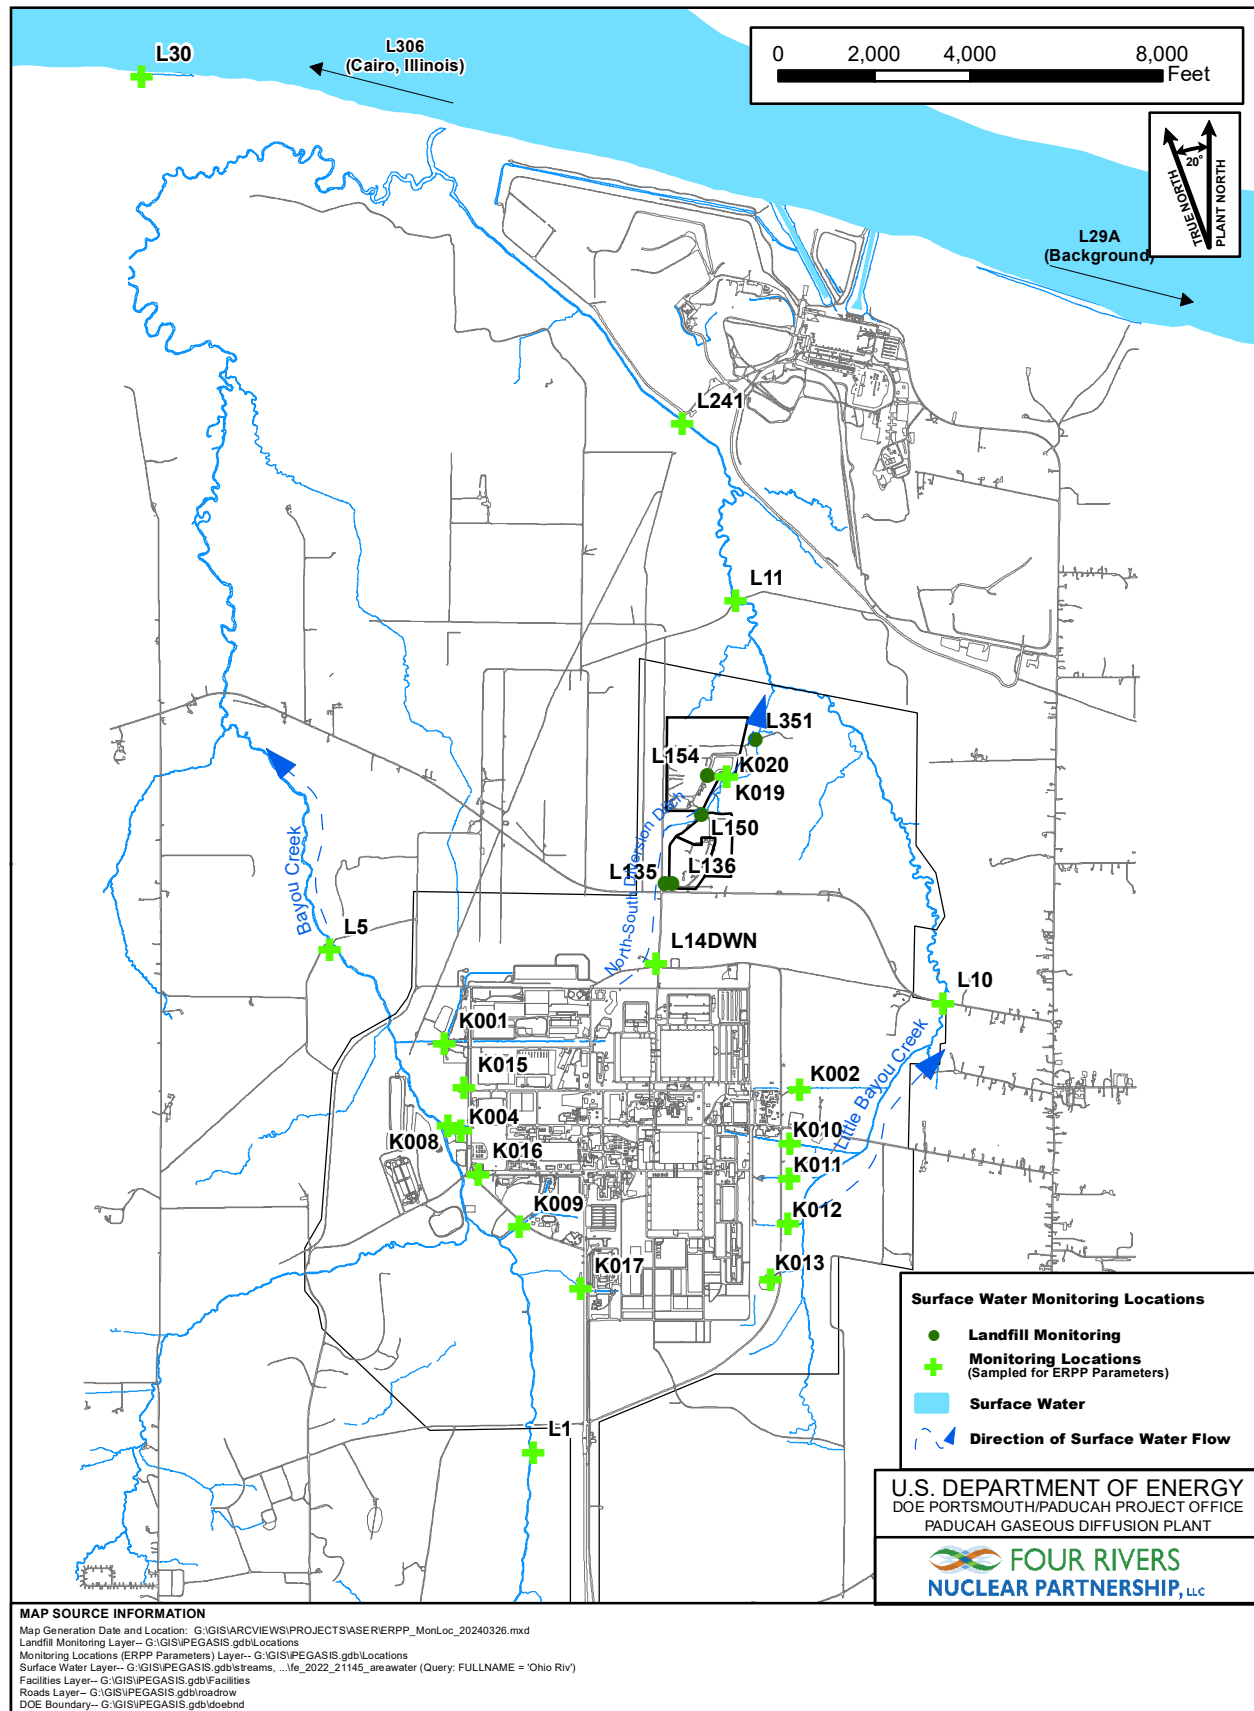 L30
L306
(Cairo, Illinois)
0
2,000
4,000
8,000
Feet
20°
TRUE NORTH
PLANT NORTH
L29A
(Background)
L241
L11
L351
L154
K020
K019
L150
L135
L136
North-South Diversion Ditch
Bayou Creek
L5
L14DWN
L10
K001
K015
K002
Little Bayou Creek
K004
K008
K010
K016
K011
K009
K012
K017
K013
L1
Surface Water Monitoring Locations
Landfill Monitoring
Monitoring Locations
(Sampled for ERPP Parameters)
Surface Water
Direction of Surface Water Flow
U.S. DEPARTMENT OF ENERGY
DOE PORTSMOUTH/PADUCAH PROJECT OFFICE
PADUCAH GASEOUS DIFFUSION PLANT
FOUR RIVERS
NUCLEAR PARTNERSHIP, LLC
MAP SOURCE INFORMATION
Map Generation Date and Location: G:\GIS\ARCVIEWS\PROJECTS\ASER\ERPP_MonLoc_20240326.mxd
Landfill Monitoring Layer-- G:\GIS\PEGASIS.gdb\Locations
Monitoring Locations (ERPP Parameters) Layer-- G:\GIS\PEGASIS.gdb\Locations
Surface Water Layer-- G:\GIS\PEGASIS.gdb\streams, ...\fe_2022_21145_areawater (Query: FULLNAME = 'Ohio Riv')
Facilities Layer-- G:\GIS\PEGASIS.gdb\Facilities
Roads Layer-- G:\GIS\PEGASIS.gdb\roadrow
DOE Boundary-- G:\GIS\PEGASIS.gdb\doebnd